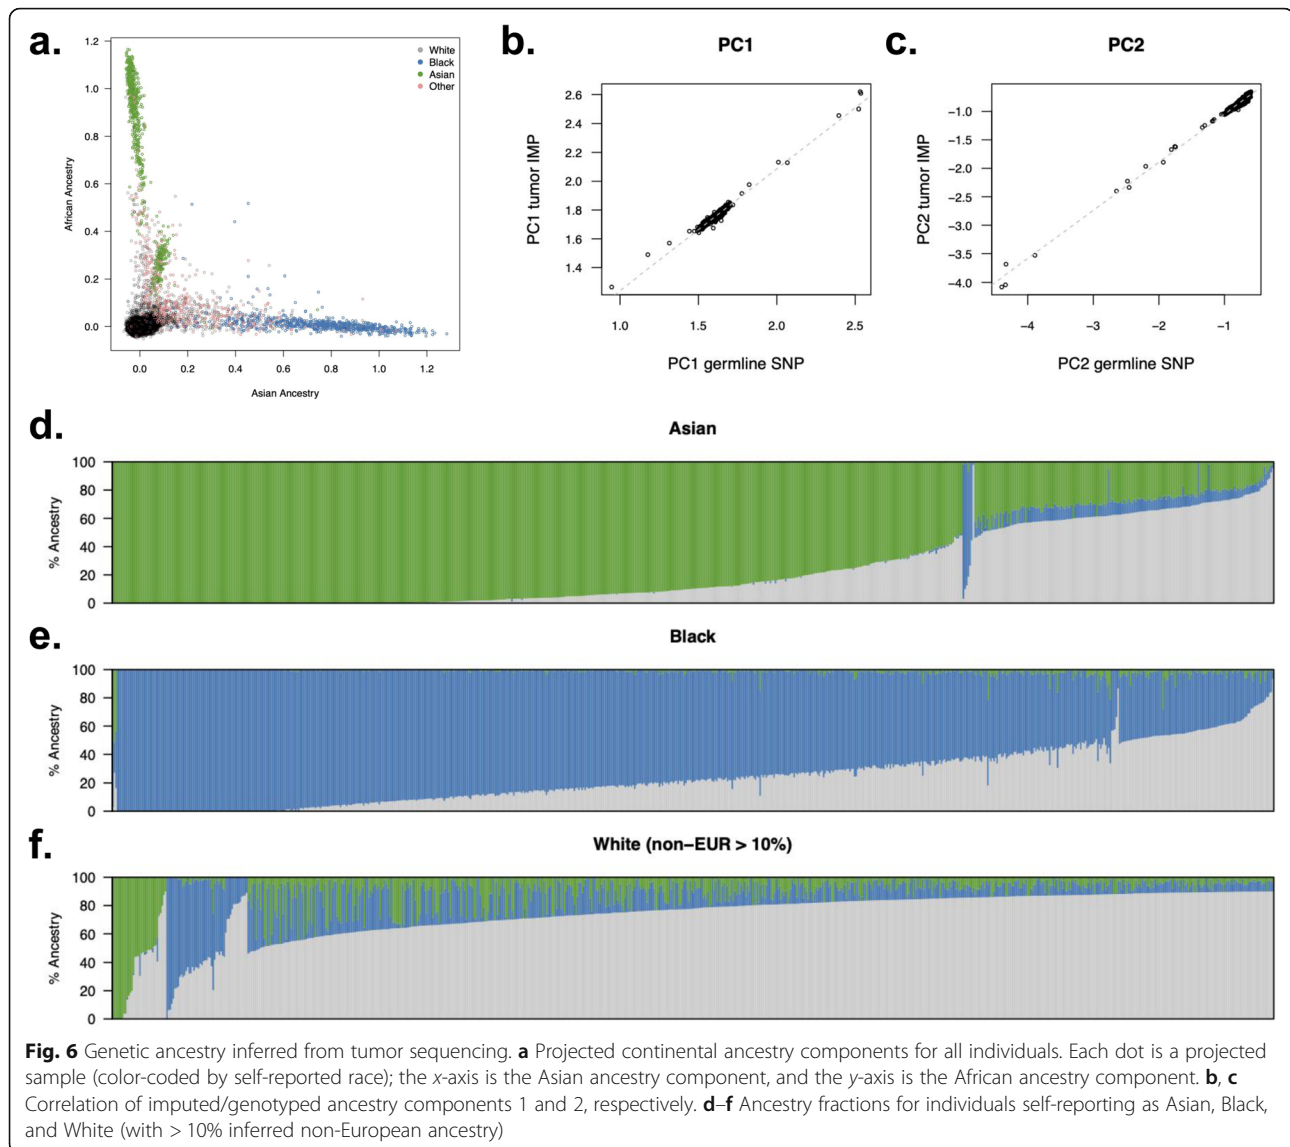 a.
1.2
1.0
0.8
0.6
0.4
0.2
0.0
African Ancestry
0.0 0.2 0.4 0.6 0.8 1.0 1.2
Asian Ancestry
White
Black
Asian
Other
b.
PC1
2.6
2.4
2.2
2.0
1.8
1.6
1.4
PC1 tumor IMP
1.0 1.5 2.0 2.5
PC1 germline SNP
c.
PC2
−1.0
−1.5
−2.0
−2.5
−3.0
−3.5
−4.0
PC2 tumor IMP
−4 −3 −2 −1
PC2 germline SNP
d.
Asian
100
80
60
40
20
0
% Ancestry
e.
Black
100
80
60
40
20
0
% Ancestry
f.
White (non−EUR > 10%)
100
80
60
40
20
0
% Ancestry
Fig. 6 Genetic ancestry inferred from tumor sequencing. a Projected continental ancestry components for all individuals. Each dot is a projected
sample (color-coded by self-reported race); the x-axis is the Asian ancestry component, and the y-axis is the African ancestry component. b, c
Correlation of imputed/genotyped ancestry components 1 and 2, respectively. d–f Ancestry fractions for individuals self-reporting as Asian, Black,
and White (with > 10% inferred non-European ancestry)